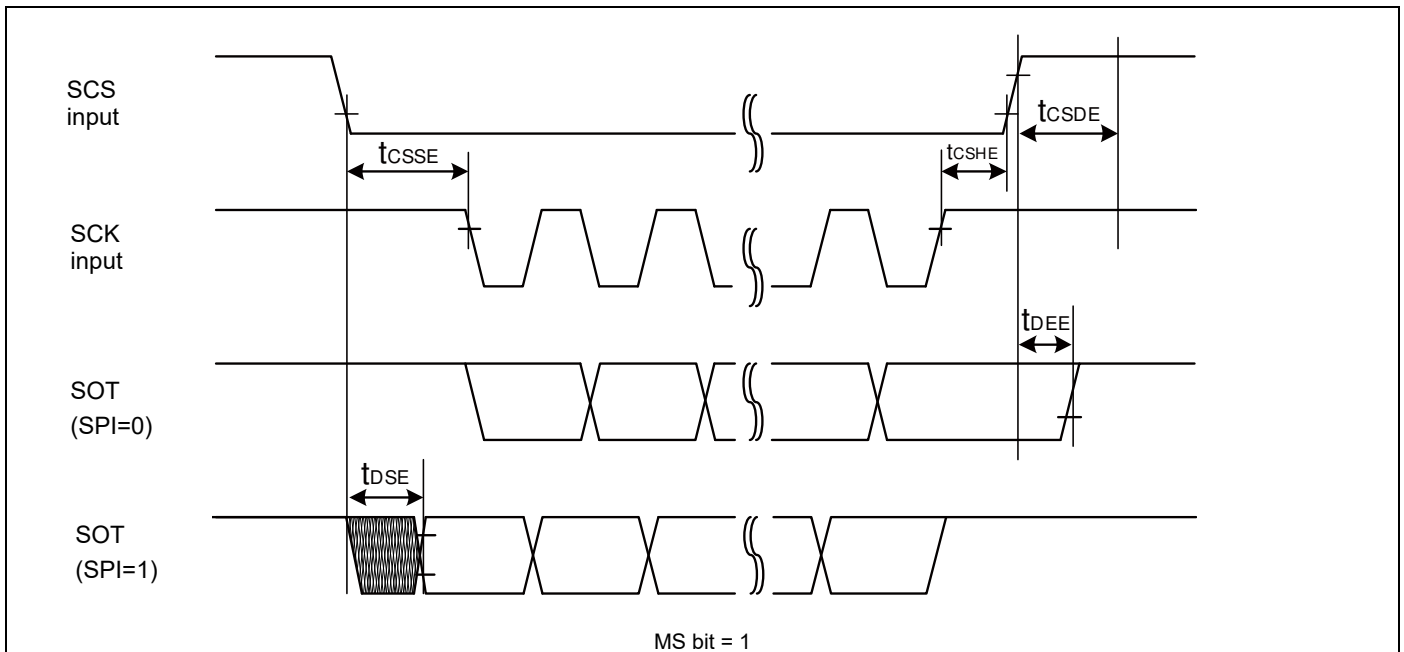 SCS
input
tCSDE
tCSSE
tCSHE
SCK
input
tDEE
SOT
(SPI=0)
tDSE
SOT
(SPI=1)
MS bit = 1